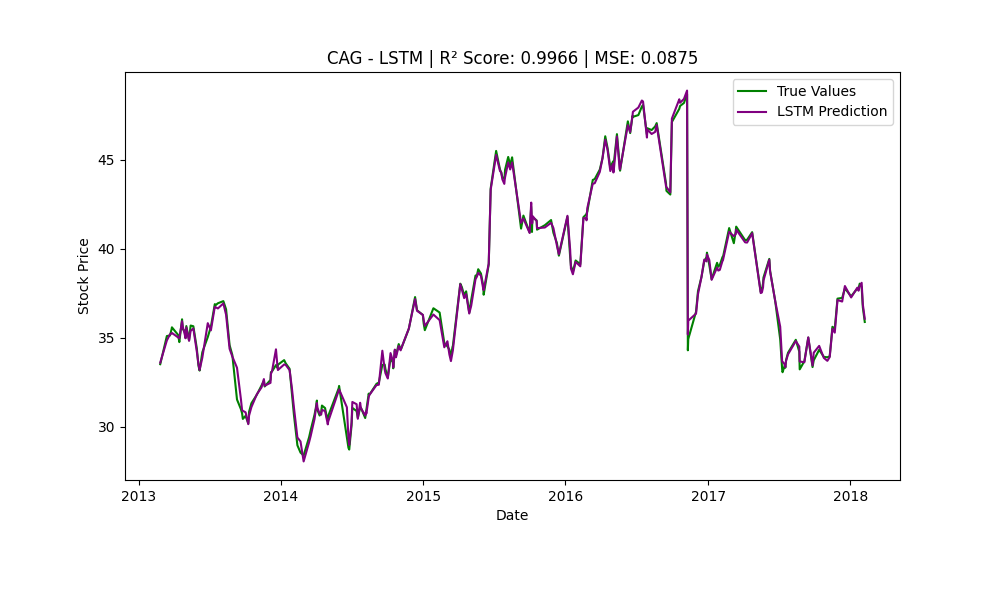 CAG - LSTM | R² Score: 0.9966 | MSE: 0.0875
True Values
LSTM Prediction
45
40
35
30
Stock Price
2013 2014 2015 2016 2017 2018
Date